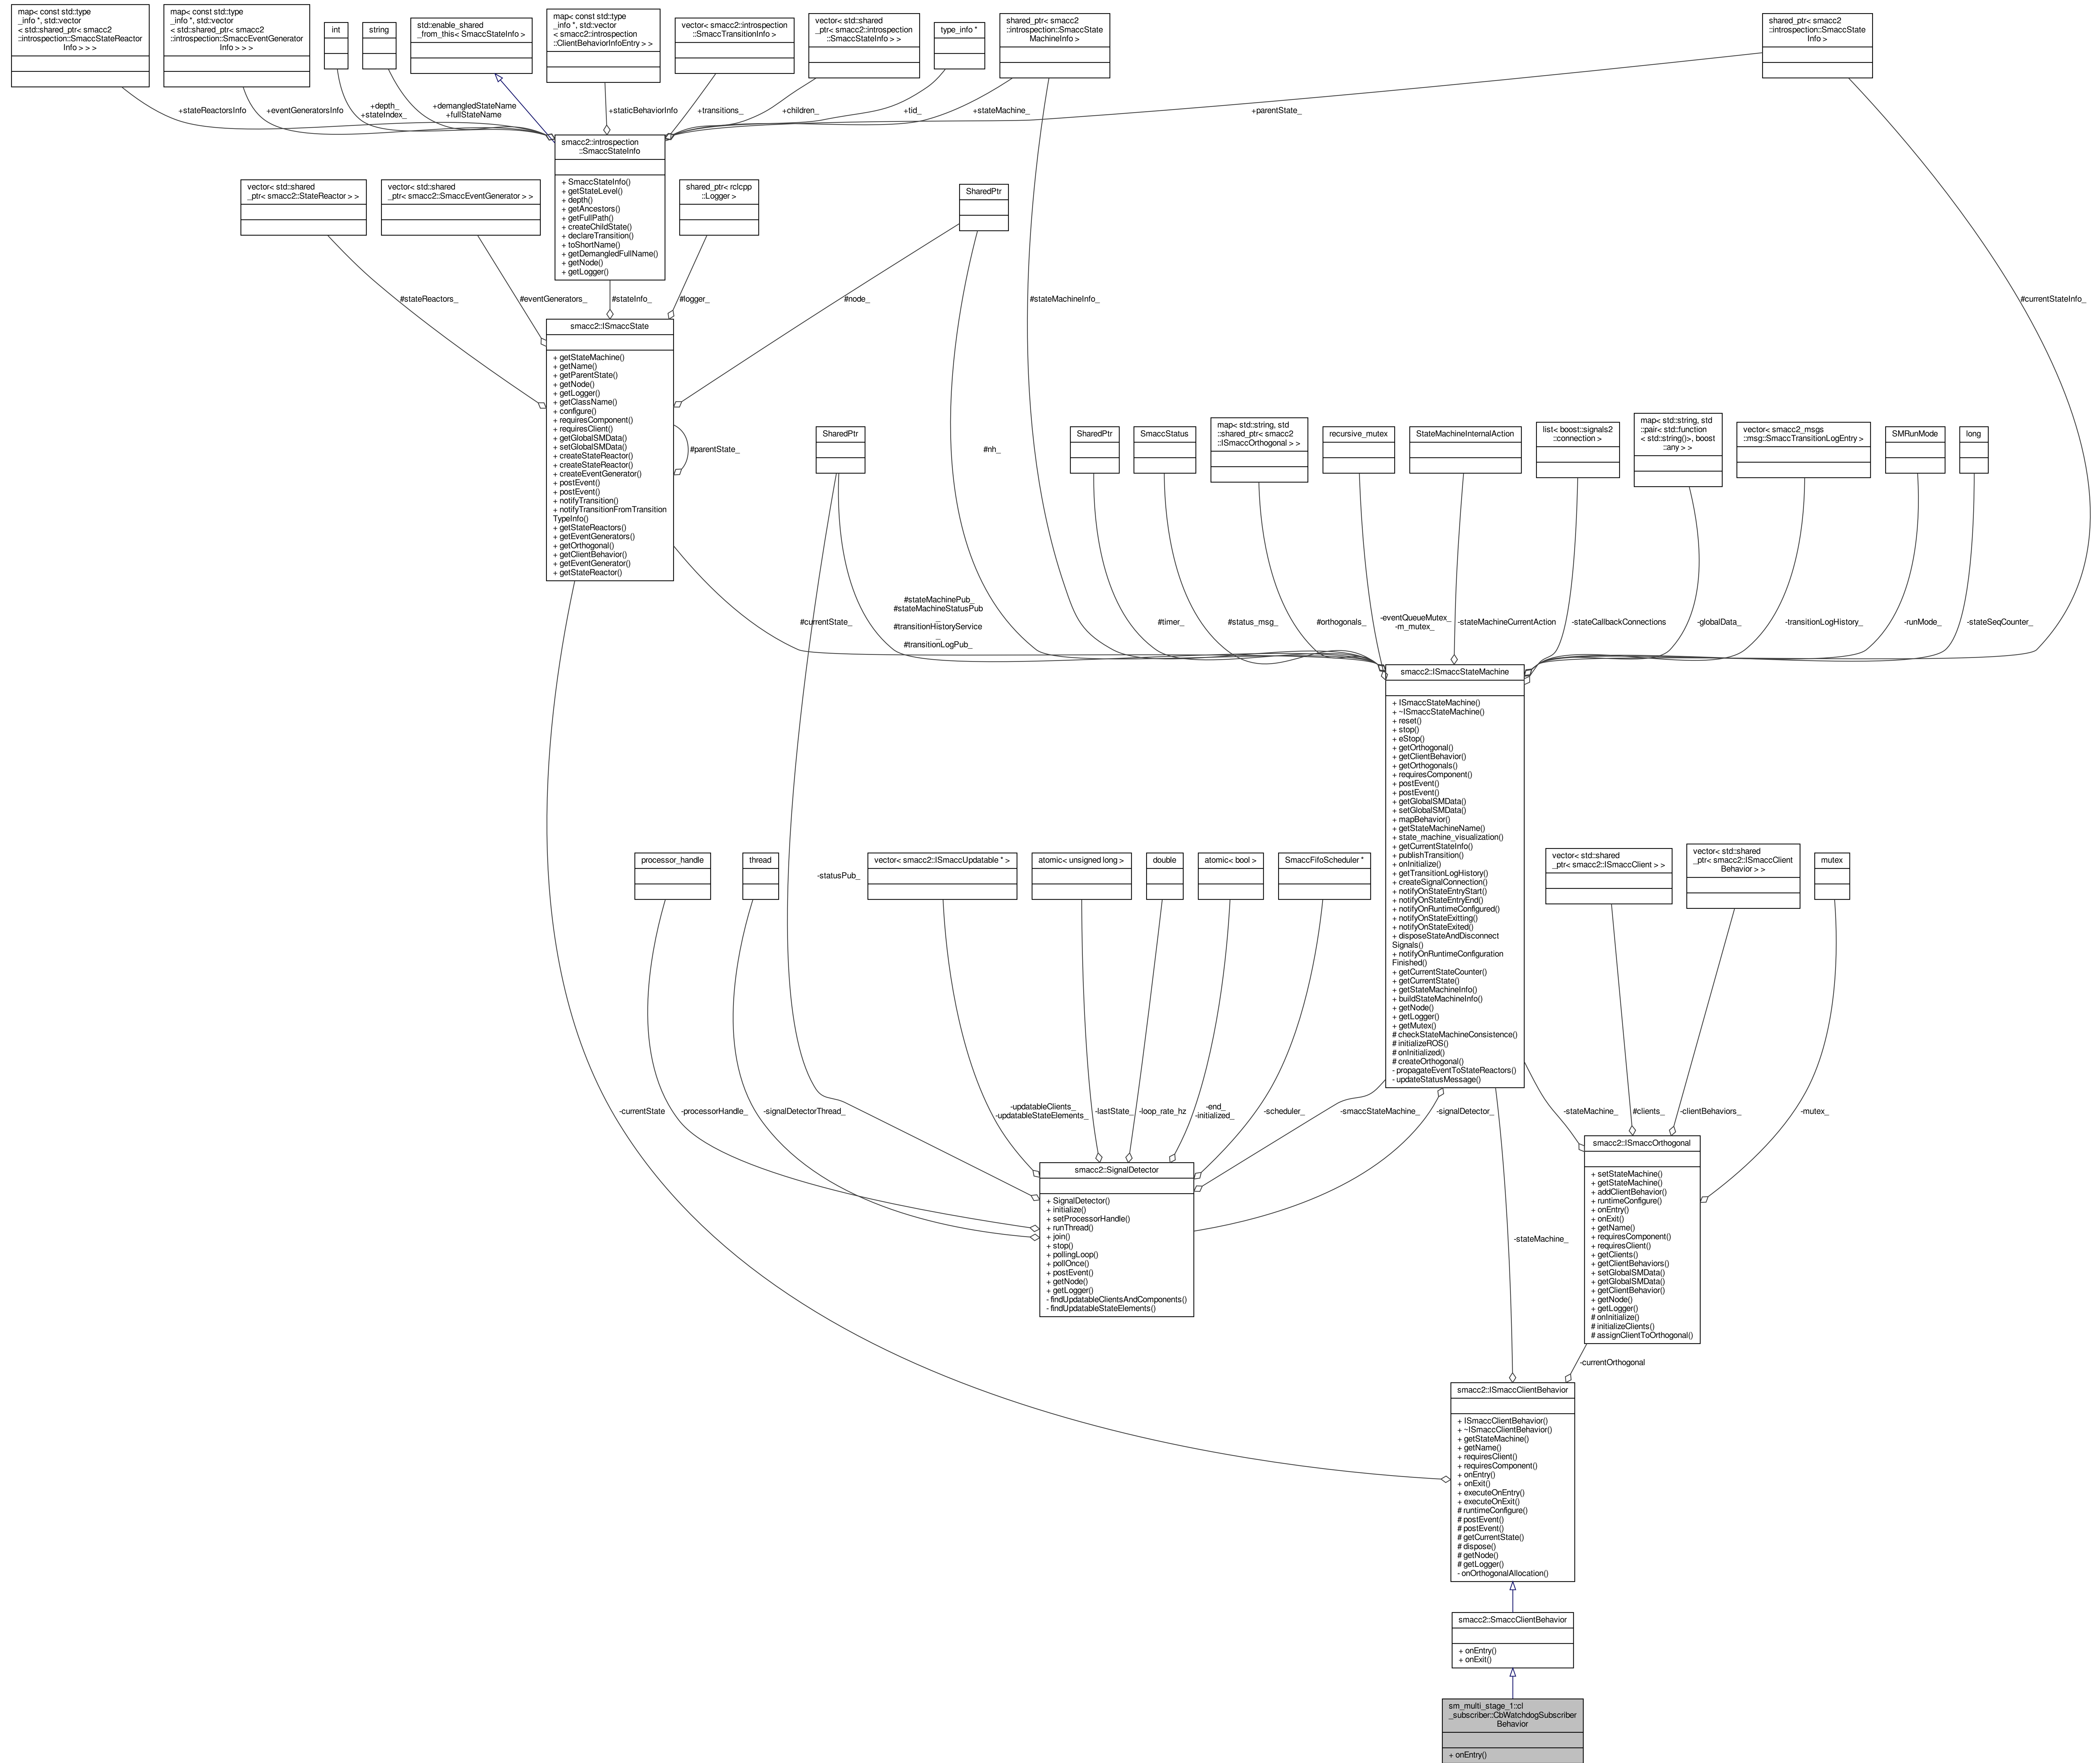 map< const std::type
_info *, std::vector
< std::shared_ptr< smacc2
::introspection::SmaccStateReactor
Info > > >
map< const std::type
_info *, std::vector
< std::shared_ptr< smacc2
::introspection::SmaccEventGenerator
Info > > >
int
string
std::enable_shared
_from_this< SmaccStateInfo >
map< const std::type
_info *, std::vector
< smacc2::introspection
::ClientBehaviorInfoEntry > >
vector< smacc2::introspection
::SmaccTransitionInfo >
vector< std::shared
_ptr< smacc2::introspection
::SmaccStateInfo > >
type_info *
shared_ptr< smacc2
::introspection::SmaccState
MachineInfo >
shared_ptr< smacc2
::introspection::SmaccState
Info >
+stateReactorsInfo
+eventGeneratorsInfo
+depth_
+stateIndex_
+demangledStateName
+fullStateName
+staticBehaviorInfo
+transitions_
+children_
+tid_
+stateMachine_
+parentState_
smacc2::introspection
::SmaccStateInfo
+ SmaccStateInfo()
+ getStateLevel()
+ depth()
+ getAncestors()
+ getFullPath()
+ createChildState()
+ declareTransition()
+ toShortName()
+ getDemangledFullName()
+ getNode()
+ getLogger()
vector< std::shared
_ptr< smacc2::StateReactor > >
vector< std::shared
_ptr< smacc2::SmaccEventGenerator > >
shared_ptr< rclcpp
::Logger >
SharedPtr
#stateReactors_
#eventGenerators_
#stateInfo_
#logger_
#node_
#stateMachineInfo_
#currentStateInfo_
smacc2::ISmaccState
+ getStateMachine()
+ getName()
+ getParentState()
+ getNode()
+ getLogger()
+ getClassName()
+ configure()
+ requiresComponent()
+ requiresClient()
+ getGlobalSMData()
+ setGlobalSMData()
+ createStateReactor()
+ createStateReactor()
+ createEventGenerator()
+ postEvent()
+ postEvent()
+ notifyTransition()
+ notifyTransitionFromTransition
TypeInfo()
+ getStateReactors()
+ getEventGenerators()
+ getOrthogonal()
+ getClientBehavior()
+ getEventGenerator()
+ getStateReactor()
#parentState_
SharedPtr
#nh_
SharedPtr
SmaccStatus
map< std::string, std
::shared_ptr< smacc2
::ISmaccOrthogonal > >
recursive_mutex
StateMachineInternalAction
list< boost::signals2
::connection >
map< std::string, std
::pair< std::function
< std::string()>, boost
::any > >
vector< smacc2_msgs
::msg::SmaccTransitionLogEntry >
SMRunMode
long
#currentState_
#stateMachinePub_
#stateMachineStatusPub
_
#transitionHistoryService
_
#transitionLogPub_
#timer_
#status_msg_
#orthogonals_
-eventQueueMutex_
-m_mutex_
-stateMachineCurrentAction
-stateCallbackConnections
-globalData_
-transitionLogHistory_
-runMode_
-stateSeqCounter_
smacc2::ISmaccStateMachine
+ ISmaccStateMachine()
+ ~ISmaccStateMachine()
+ reset()
+ stop()
+ eStop()
+ getOrthogonal()
+ getClientBehavior()
+ getOrthogonals()
+ requiresComponent()
+ postEvent()
+ postEvent()
+ getGlobalSMData()
+ setGlobalSMData()
+ mapBehavior()
+ getStateMachineName()
+ state_machine_visualization()
+ getCurrentStateInfo()
+ publishTransition()
+ onInitialize()
+ getTransitionLogHistory()
+ createSignalConnection()
+ notifyOnStateEntryStart()
+ notifyOnStateEntryEnd()
+ notifyOnRuntimeConfigured()
+ notifyOnStateExitting()
+ notifyOnStateExited()
+ disposeStateAndDisconnect
Signals()
+ notifyOnRuntimeConfiguration
Finished()
+ getCurrentStateCounter()
+ getCurrentState()
+ getStateMachineInfo()
+ buildStateMachineInfo()
+ getNode()
+ getLogger()
+ getMutex()
# checkStateMachineConsistence()
# initializeROS()
# onInitialized()
# createOrthogonal()
- propagateEventToStateReactors()
- updateStatusMessage()
processor_handle
thread
-statusPub_
vector< smacc2::ISmaccUpdatable * >
atomic< unsigned long >
double
atomic< bool >
SmaccFifoScheduler *
vector< std::shared
_ptr< smacc2::ISmaccClient > >
vector< std::shared
_ptr< smacc2::ISmaccClient
Behavior > >
mutex
-currentState
-processorHandle_
-signalDetectorThread_
-updatableClients_
-updatableStateElements_
-lastState_
-loop_rate_hz
-end_
-initialized_
-scheduler_
-smaccStateMachine_
-signalDetector_
-stateMachine_
#clients_
-clientBehaviors_
-mutex_
smacc2::SignalDetector
+ SignalDetector()
+ initialize()
+ setProcessorHandle()
+ runThread()
+ join()
+ stop()
+ pollingLoop()
+ pollOnce()
+ postEvent()
+ getNode()
+ getLogger()
- findUpdatableClientsAndComponents()
- findUpdatableStateElements()
smacc2::ISmaccOrthogonal
+ setStateMachine()
+ getStateMachine()
+ addClientBehavior()
+ runtimeConfigure()
+ onEntry()
+ onExit()
+ getName()
+ requiresComponent()
+ requiresClient()
+ getClients()
+ getClientBehaviors()
+ setGlobalSMData()
+ getGlobalSMData()
+ getClientBehavior()
+ getNode()
+ getLogger()
# onInitialize()
# initializeClients()
# assignClientToOrthogonal()
-stateMachine_
-currentOrthogonal
smacc2::ISmaccClientBehavior
+ ISmaccClientBehavior()
+ ~ISmaccClientBehavior()
+ getStateMachine()
+ getName()
+ requiresClient()
+ requiresComponent()
+ onEntry()
+ onExit()
+ executeOnEntry()
+ executeOnExit()
# runtimeConfigure()
# postEvent()
# postEvent()
# getCurrentState()
# dispose()
# getNode()
# getLogger()
- onOrthogonalAllocation()
smacc2::SmaccClientBehavior
+ onEntry()
+ onExit()
sm_multi_stage_1::cl
_subscriber::CbWatchdogSubscriber
Behavior
+ onEntry()